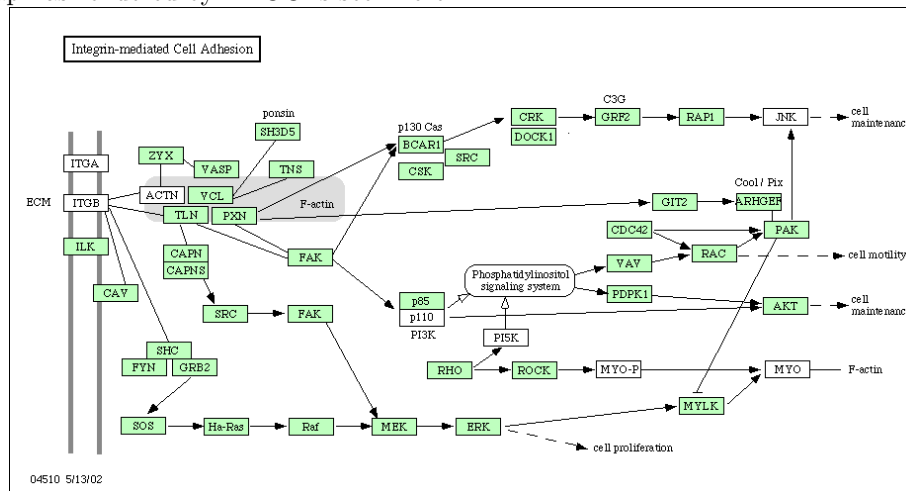 Integrin-mediated Cell Adhesion
C3G
ponsin
CRK
GRF2
RAP1
JNK
cell
maintenanc
p130 Cas
SH3D5
DOCK1
BCAR1
ZYX
SRC
ITGA
VASP
TNS
CSK
Cool / Pix
ACTN
VCL
ECM
ITGB
F-actin
GIT2
ARHGEF
TLN
PXN
CDC42
PAK
ILK
CAPN
FAK
RAC
cell motility
CAPNS
Phosphatidylinositol
signaling system
VAV
CAV
p85
PDPK1
AKT
cell
maintenance
SRC
FAK
p110
PI3K
PI5K
SHC
FYN
GRB2
RHO
ROCK
MYO-P
MYO
F-actin
MYLK
SOS
Ha-Ras
Raf
MEK
ERK
cell proliferation
04510 5/13/02